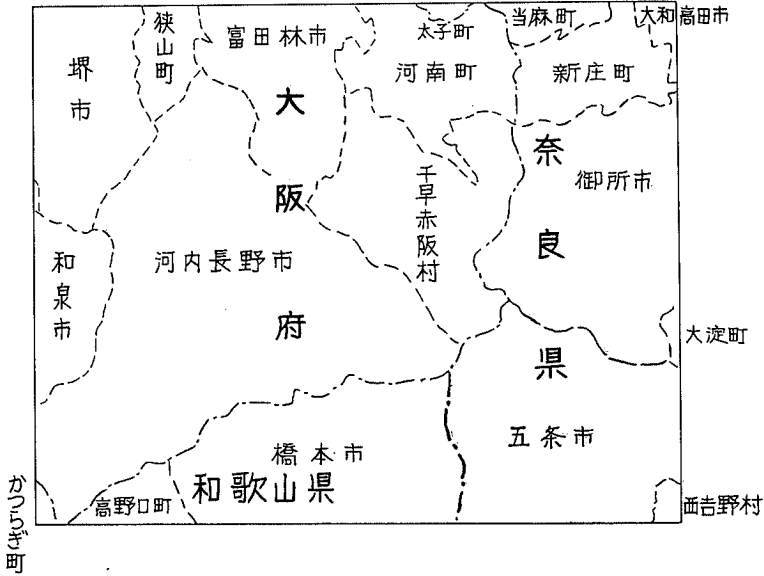 堺市
狭山町
富田林市
太子町
当麻町
大和高田市
河南町
新庄町
大阪府
奈良県
御所市
千早赤阪村
和泉市
河内長野市
大淀町
五条市
橋本市
和歌山県
高野口町
西吉野村
かつらぎ町